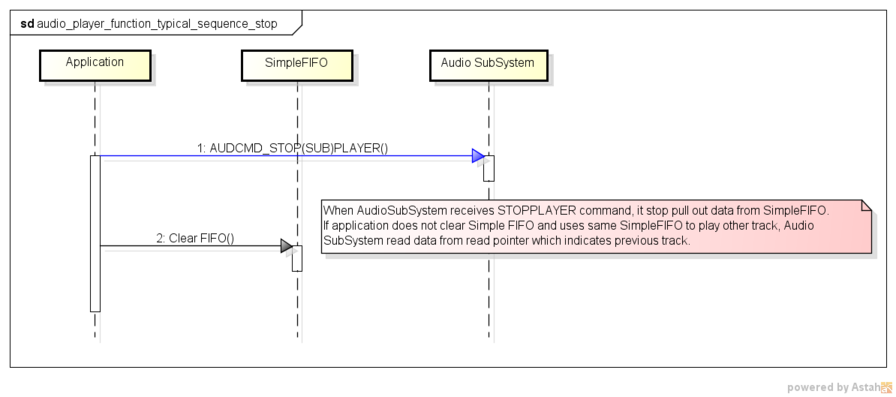 sd audio_player_function_typical_sequence_stop
Application
SimpleFIFO
Audio SubSystem
1: AUDCMD_STOP(SUB)PLAYER()
When AudioSubSystem receives STOPPLAYER command, it stop pull out data from SimpleFIFO.
If application does not clear Simple FIFO and uses same SimpleFIFO to play other track, Audio
SubSystem read data from read pointer which indicates previous track.
2: Clear FIFO()
powered by Astah